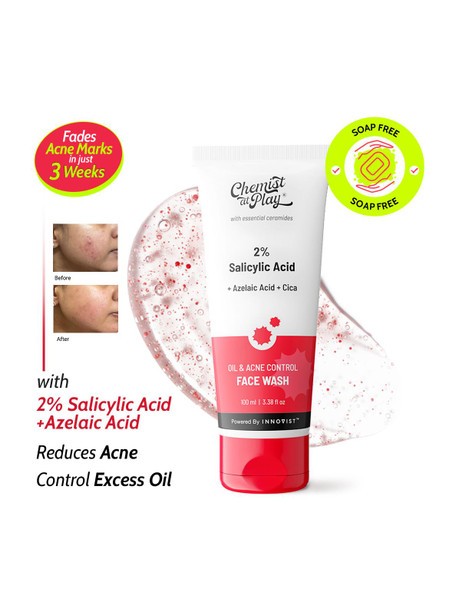 Fades
Acne Marks
in just
3 Weeks
Before
After
with
2% Salicylic Acid
+Azelaic Acid
Reduces Acne
Control Excess Oil
Chemist
at Play®
with essential ceramides
2%
Salicylic Acid
+ Azelaic Acid + Cica
OIL & ACNE CONTROL
FACE WASH
100 ml | 3.38 fl oz
Powered By INNOVIST™
SOAP FREE
SOAP FREE